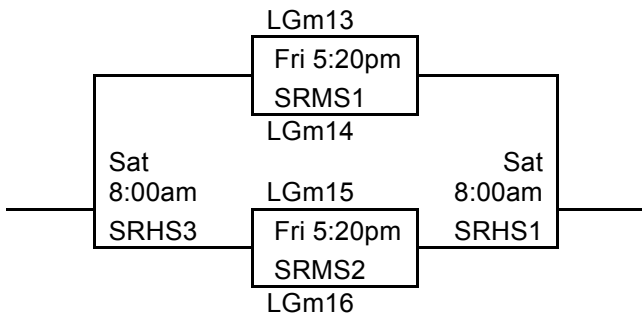 LGm13
Fri 5:20pm
SRMS1
LGm14
Sat
8:00am
SRHS3
Sat
8:00am
SRHS1
LGm15
Fri 5:20pm
SRMS2
LGm16